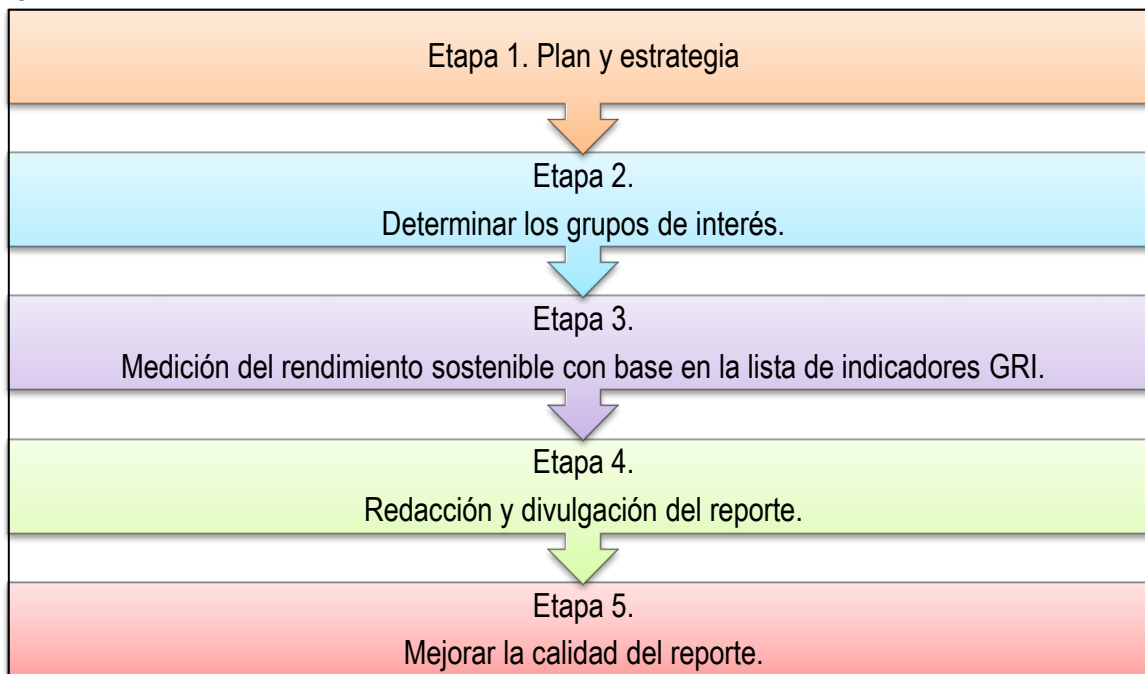 Etapa 1. Plan y estrategia
Etapa 2.
Determinar los grupos de interés.
Etapa 3.
Medición del rendimiento sostenible con base en la lista de indicadores GRI.
Etapa 4.
Redacción y divulgación del reporte.
Etapa 5.
Mejorar la calidad del reporte.